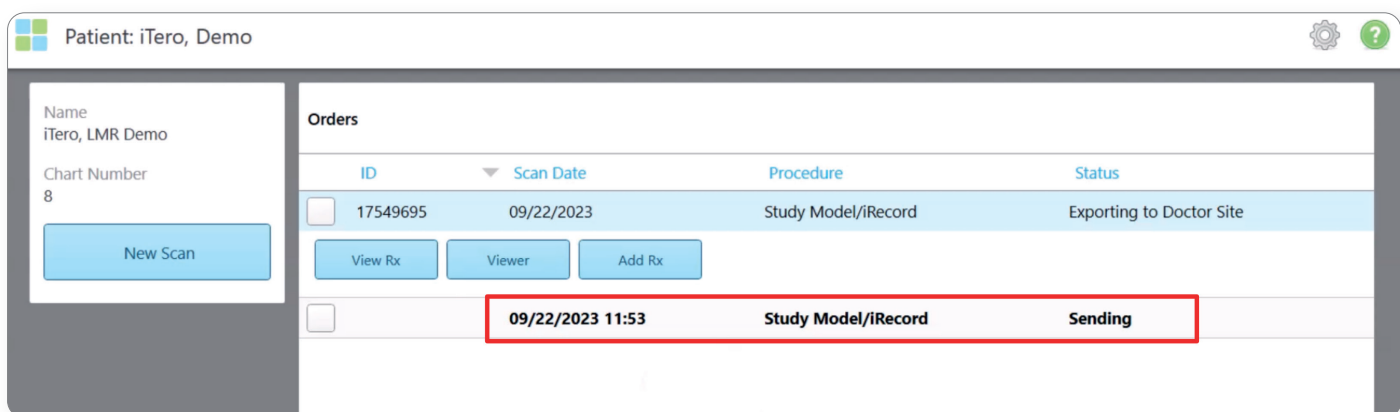 Patient: iTero, Demo
?
Name
iTero, LMR Demo
Chart Number
8
New Scan
Orders
ID Scan Date Procedure Status
17549695 09/22/2023 Study Model/iRecord Exporting to Doctor Site
View Rx Viewer Add Rx
09/22/2023 11:53 Study Model/iRecord Sending